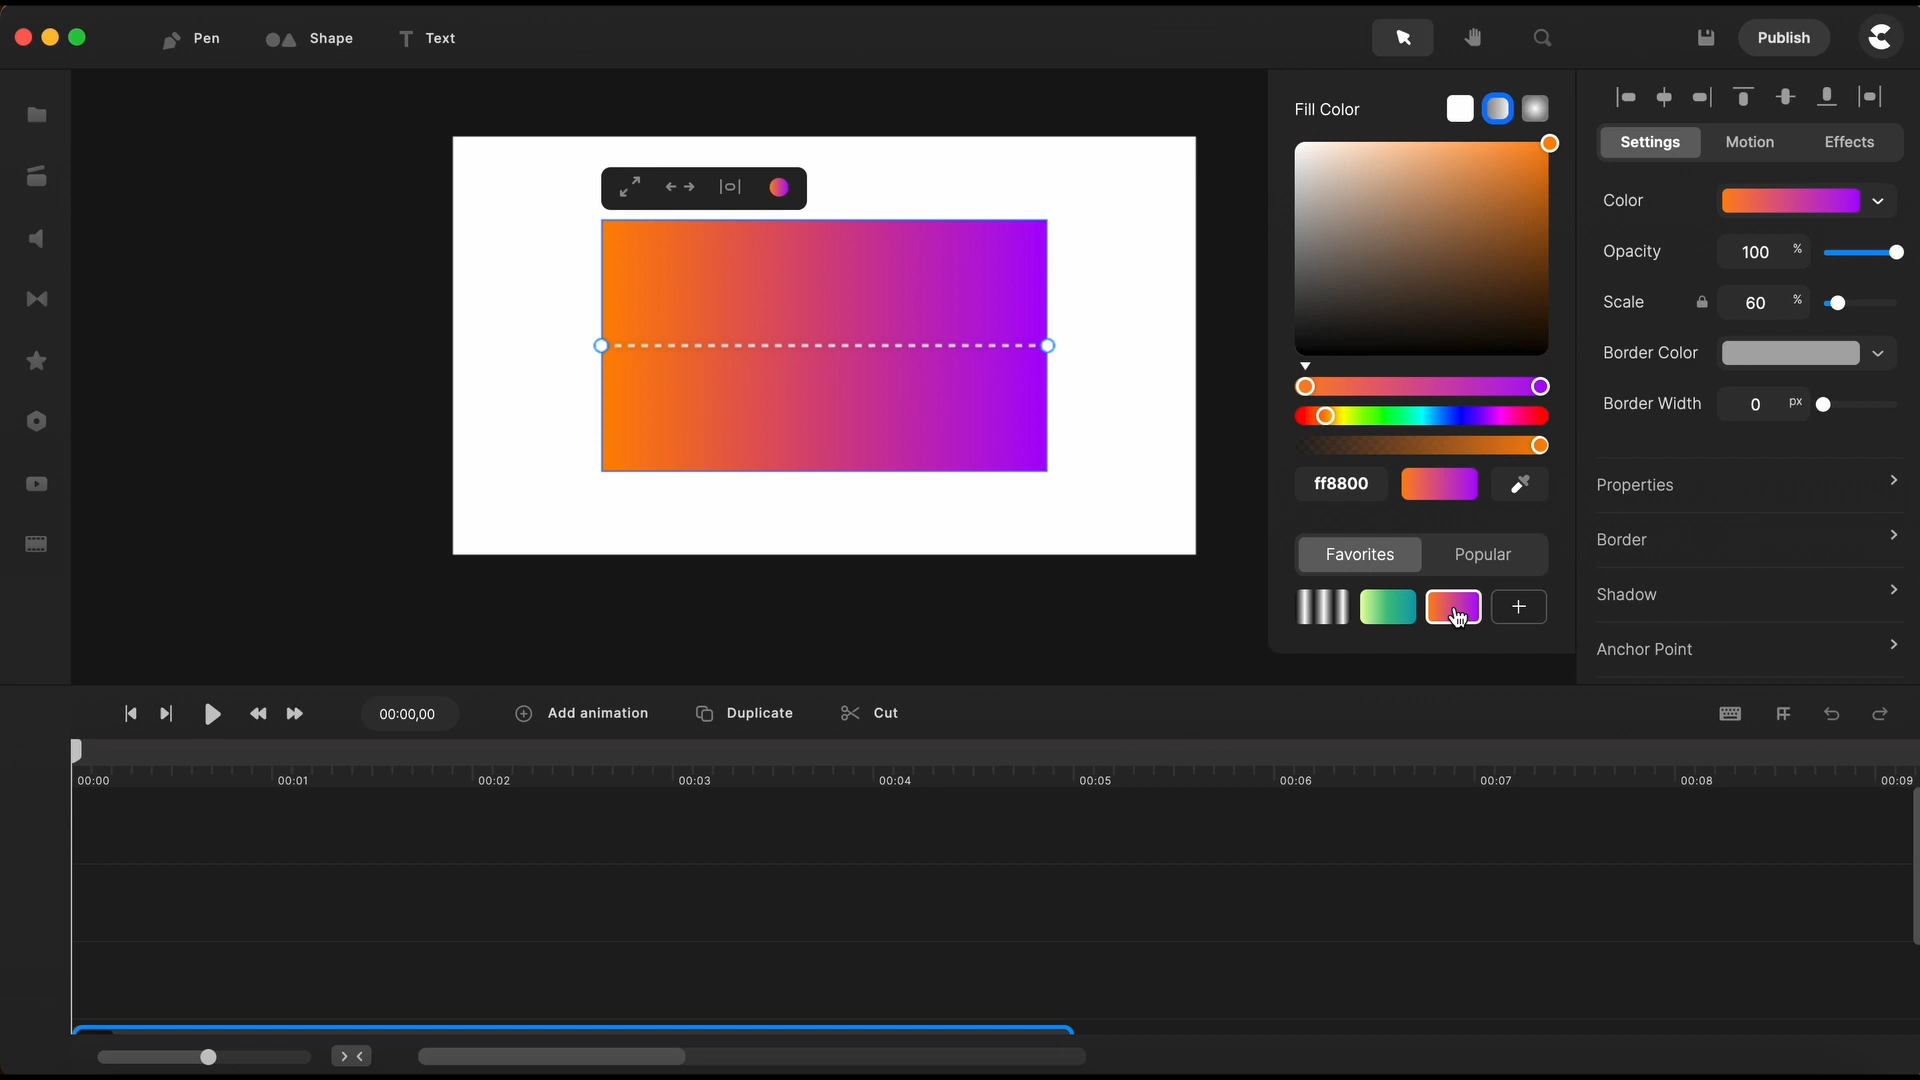 Pen
Shape
Text
Publish
Fill Color
Settings
Motion
Effects
Color
Opacity
100 %
Scale
60 %
Border Color
Border Width
0 px
ff8800
Properties
Favorites
Popular
Border
Shadow
Anchor Point
00:00,00
Add animation
Duplicate
Cut
00:00
00:01
00:02
00:03
00:04
00:05
00:06
00:07
00:08
00:09